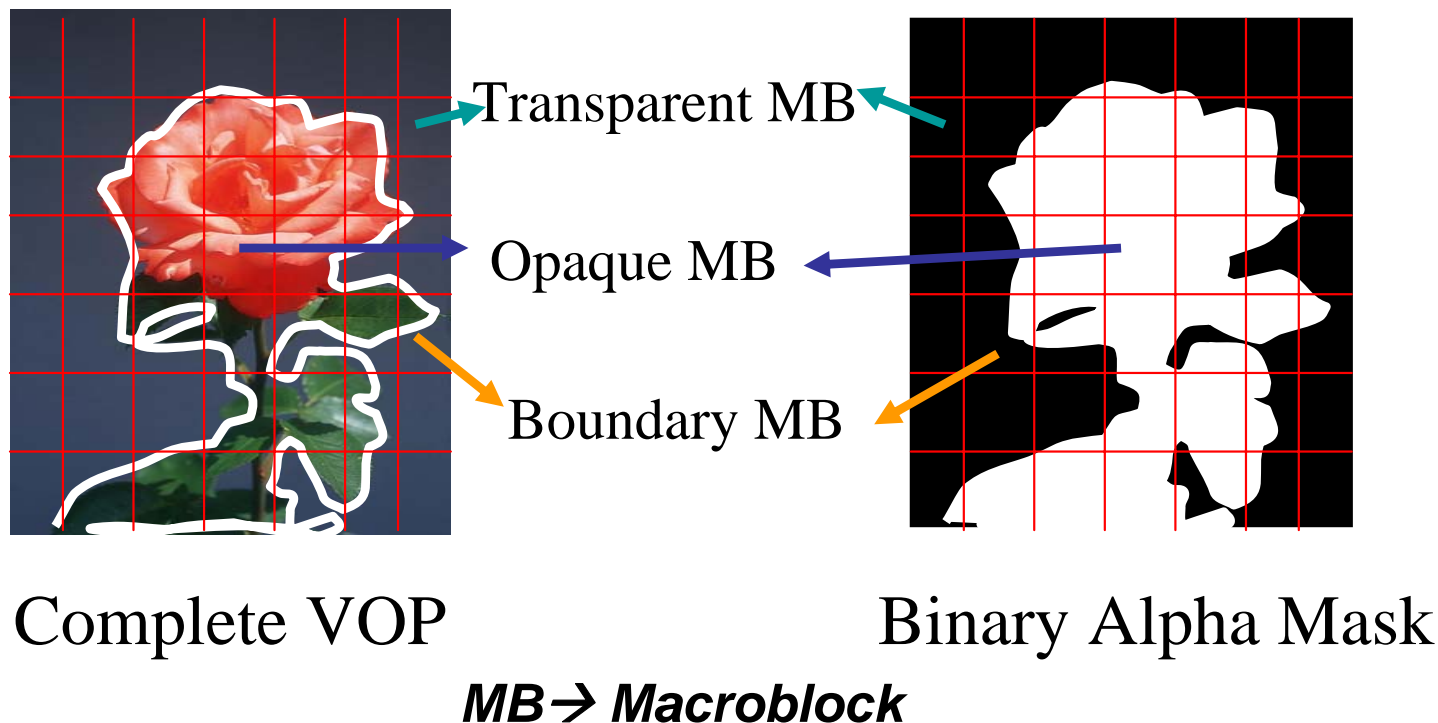 Transparent MB
Opaque MB
Boundary MB
Complete VOP
Binary Alpha Mask
MB→ Macroblock